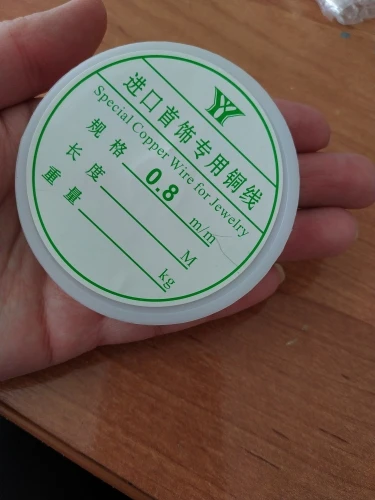 进口首饰专用铜线
Special Copper Wire for Jewelry
规格 0.8 m/m
长度 M
重量 kg